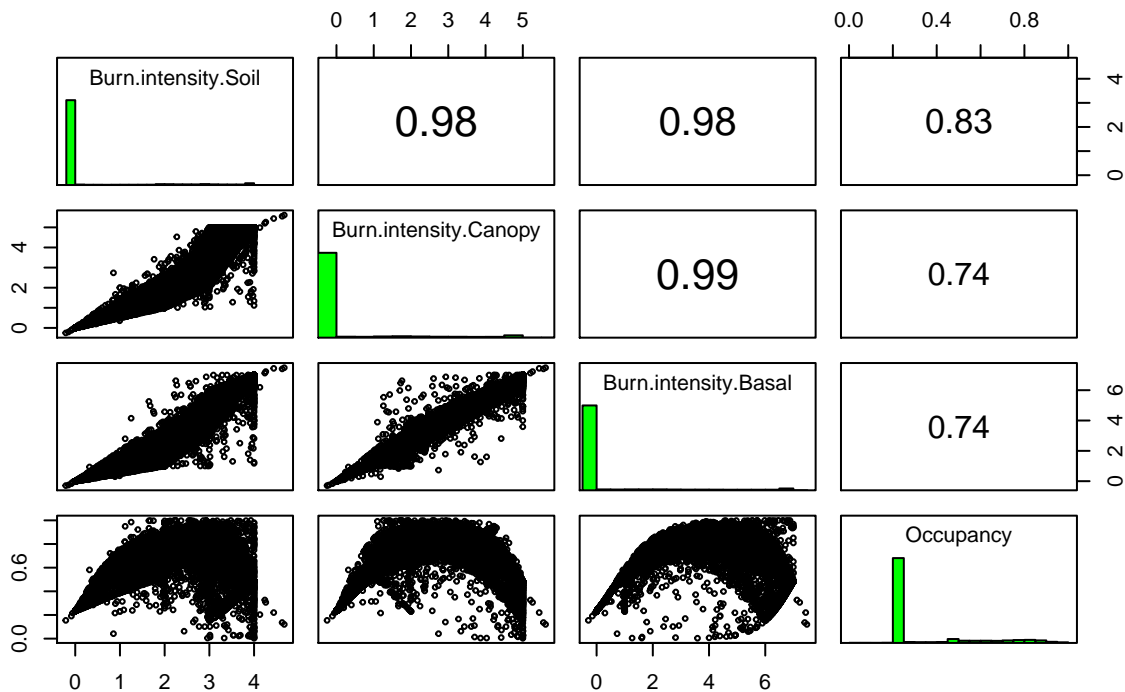 0 1 2 3 4 5
0.0 0.4 0.8
Burn.intensity.Soil
0.98
0.98
0.83
0 2 4
0 2 4
Burn.intensity.Canopy
0.99
0.74
Burn.intensity.Basal
0.74
0 2 4 6
0.0 0.6
Occupancy
0 1 2 3 4
0 2 4 6